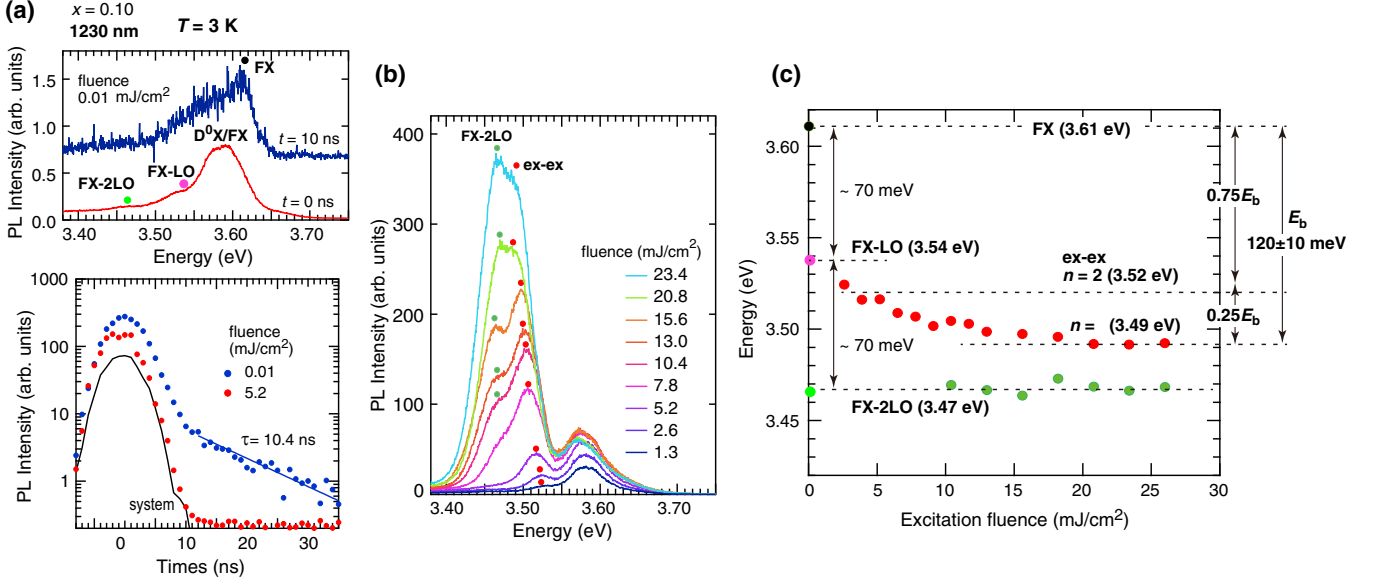 (a)
x = 0.10
1230 nm
T = 3 K
PL Intensity (arb. units)
1.5
1.0
0.5
0.0
fluence
0.01 mJ/cm²
FX
t = 10 ns
D⁰X/FX
FX-LO
FX-2LO
t = 0 ns
3.40
3.50
3.60
3.70
Energy (eV)
PL Intensity (arb. units)
1000
100
10
1
fluence
(mJ/cm²)
0.01
5.2
τ = 10.4 ns
system
0
10
20
30
Times (ns)
(b)
PL Intensity (arb. units)
400
300
200
100
0
FX-2LO
ex-ex
fluence (mJ/cm²)
23.4
20.8
15.6
13.0
10.4
7.8
5.2
2.6
1.3
3.40
3.50
3.60
Energy (eV)
(c)
Energy (eV)
3.60
3.55
3.50
3.45
FX (3.61 eV)
~ 70 meV
FX-LO (3.54 eV)
ex-ex
n = 2 (3.52 eV)
n = (3.49 eV)
~ 70 meV
FX-2LO (3.47 eV)
0.75Eb
0.25Eb
Eb
120±10 meV
0
5
10
15
20
25
30
Excitation fluence (mJ/cm²)